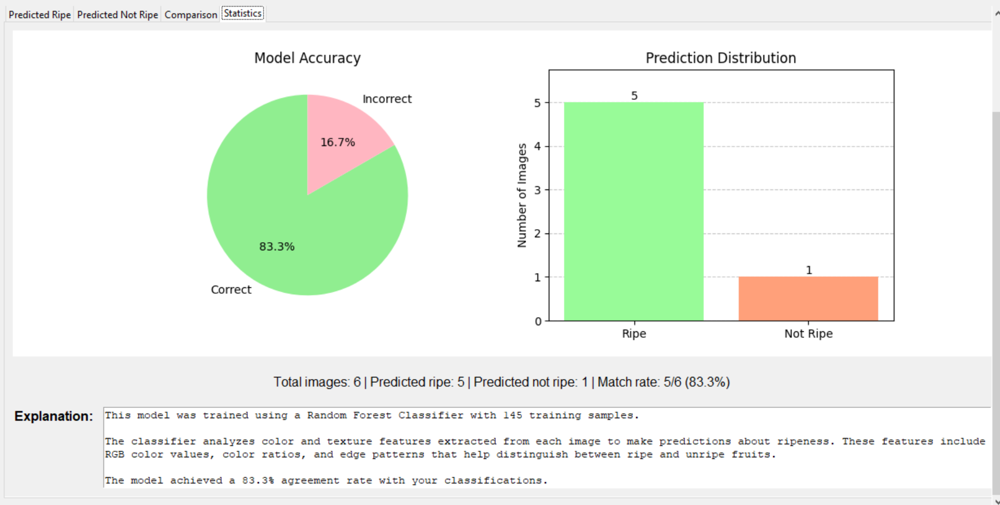 Predicted Ripe Predicted Not Ripe Comparison Statistics
Model Accuracy
Incorrect
16.7%
83.3%
Correct
Prediction Distribution
Number of Images
5
4
3
2
1
0
5
1
Ripe Not Ripe
Total images: 6 | Predicted ripe: 5 | Predicted not ripe: 1 | Match rate: 5/6 (83.3%)
Explanation:
This model was trained using a Random Forest Classifier with 145 training samples.
The classifier analyzes color and texture features extracted from each image to make predictions about ripeness. These features include
RGB color values, color ratios, and edge patterns that help distinguish between ripe and unripe fruits.
The model achieved a 83.3% agreement rate with your classifications.